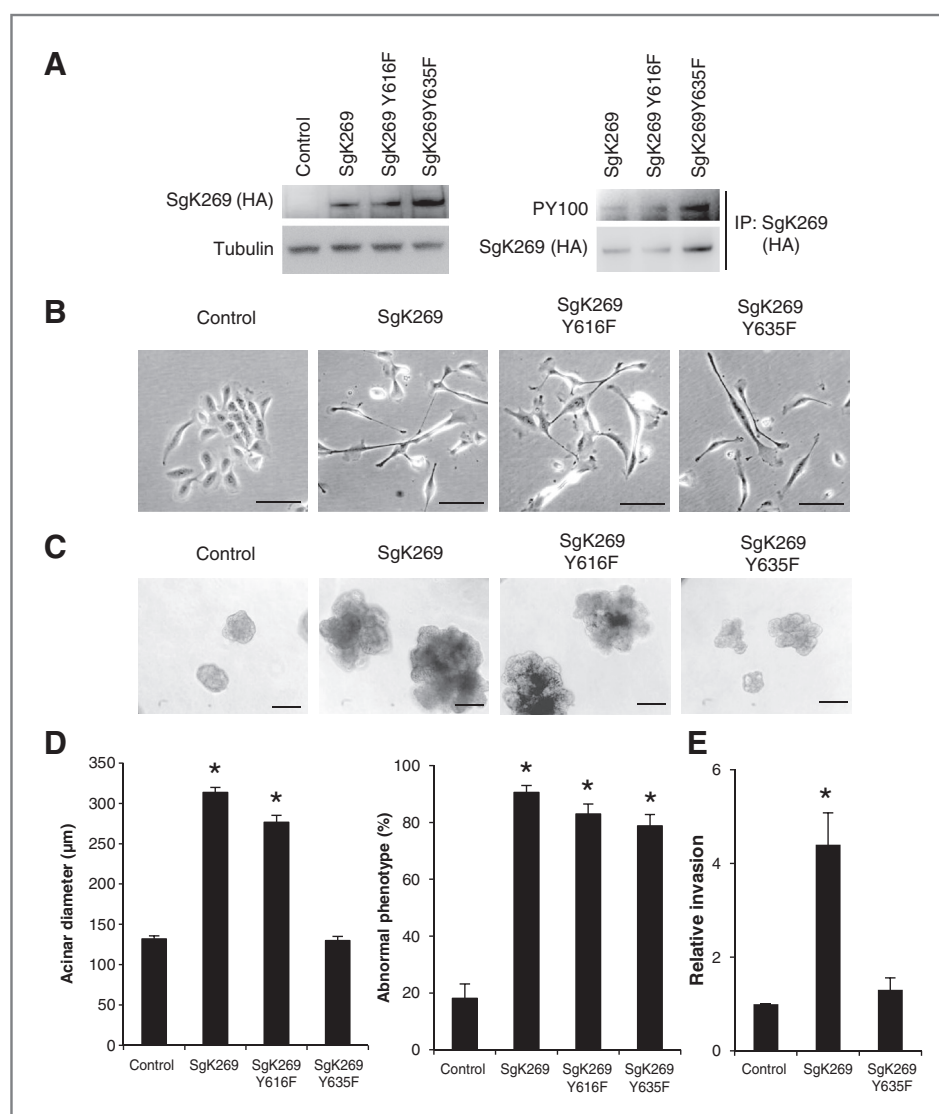 A
Control
SgK269
SgK269 Y616F
SgK269Y635F
SgK269 (HA)
Tubulin
SgK269
SgK269 Y616F
SgK269Y635F
PY100
SgK269 (HA)
IP: SgK269
(HA)
B
Control
SgK269
SgK269
Y616F
SgK269
Y635F
C
Control
SgK269
SgK269
Y616F
SgK269
Y635F
D
Acinar diameter (µm)
350
300
250
200
150
100
50
0
*
*
Control
SgK269
SgK269
Y616F
SgK269
Y635F
Abnormal phenotype (%)
100
80
60
40
20
0
*
*
*
Control
SgK269
SgK269
Y616F
SgK269
Y635F
E
Relative invasion
6
4
2
0
*
Control
SgK269
SgK269
Y635F